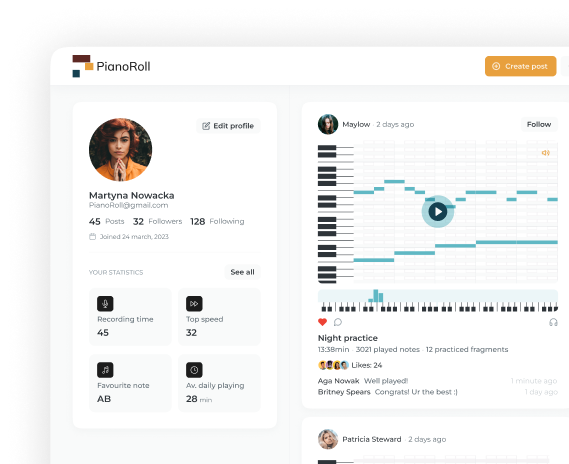 PianoRoll
Create post
Edit profile
Martyna Nowacka
PianoRoll@gmail.com
45 Posts 32 Followers 128 Following
Joined 24 march, 2023
YOUR STATISTICS
See all
Recording time
45
Top speed
32
Favourite note
AB
Av. daily playing
28 min
Maylow · 2 days ago
Follow
Night practice
13:38min · 3021 played notes · 12 practiced fragments
Likes: 24
Aga Nowak Well played! 1 minute ago
Britney Spears Congrats! Ur the best :) 1 day ago
Patricia Steward · 2 days ago